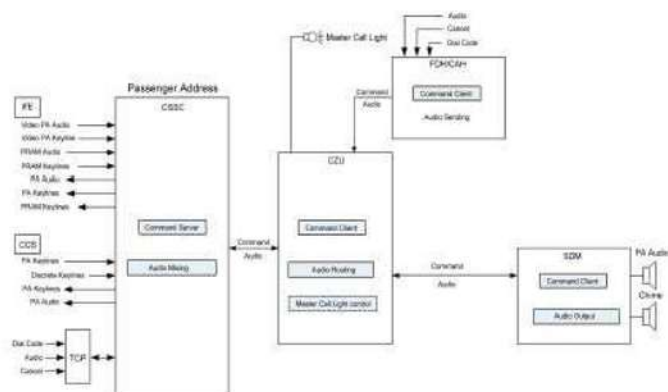 Master Call Light
Audio
Cancel
Dial Code
FDH/CAH
Command Client
Audio Sending
Command
Audio
Passenger Address
CSSC
IFE
Video PA Audio
Video PA Keyline
PRAM Audio
PRAM Keylines
PA Audio
PA Keylines
PRAM Keylines
Command Server
Audio Mixing
CCS
PA Keylines
Discrete Keylines
PA Keylines
PA Audio
Dial Code
Audio
Cancel
TCP
Command
Audio
CZU
Command Client
Audio Routing
Master Call Light control
Command
Audio
SDM
Command Client
Audio Output
PA Audio
Chime